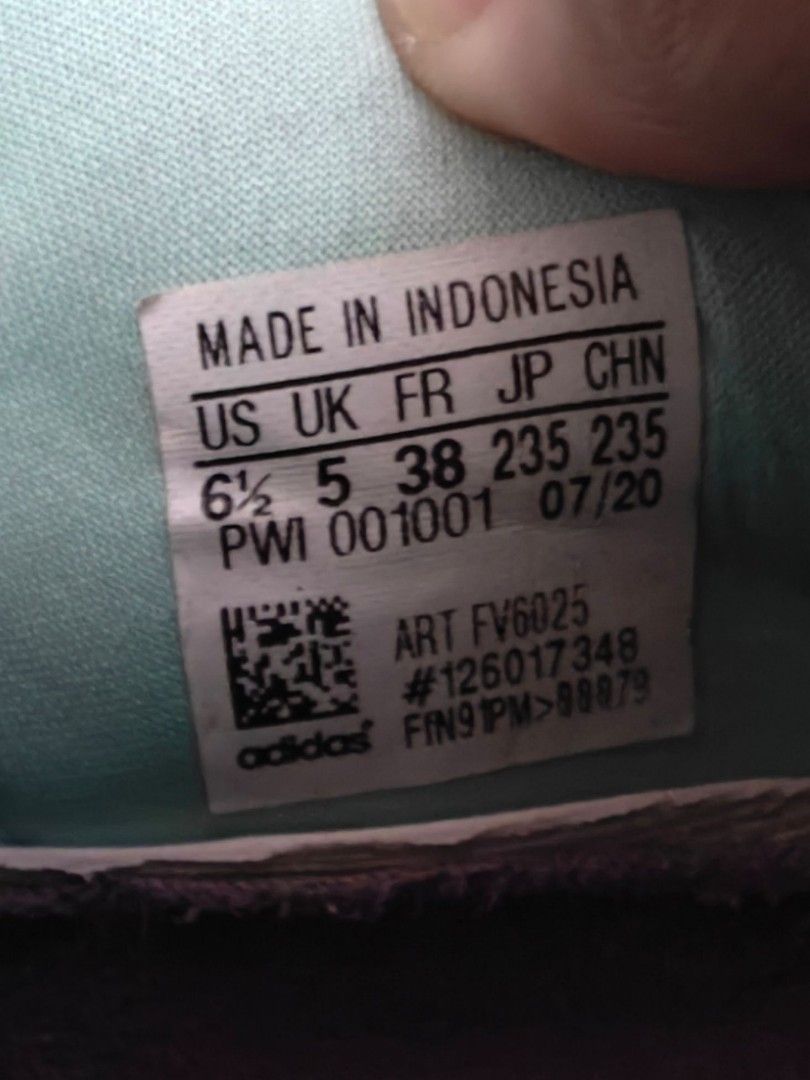 MADE IN INDONESIA
US UK FR JP CHN
6½ 5 38 235 235
PWI 001001 07/20
ART FV6025
#126017348
adidas